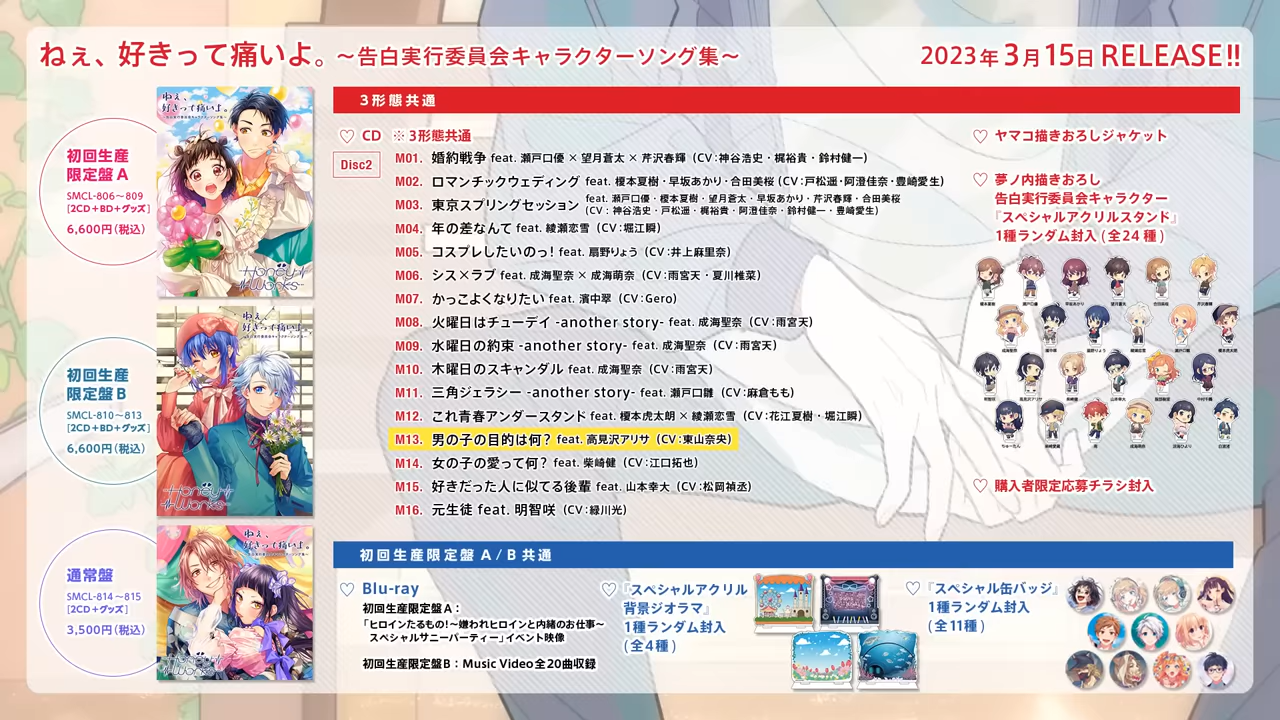 ねぇ、好きって痛いよ。～告白実行委員会キャラクターソング集～
2023年3月15日 RELEASE!!
初回生産
限定盤A
SMCL-806～809
[2CD＋BD＋グッズ]
6,600円(税込)
ねぇ、
好きって痛いよ。
HoneyWorks
初回生産
限定盤B
SMCL-810～813
[2CD＋BD＋グッズ]
6,600円(税込)
ねぇ、
好きって痛いよ。
HoneyWorks
通常盤
SMCL-814～815
[2CD＋グッズ]
3,500円(税込)
ねぇ、
好きって痛いよ。
HoneyWorks
3形態共通
♡ CD ※3形態共通
Disc2
M01. 婚約戦争 feat. 瀬戸口優 × 望月蒼太 × 芹沢春輝（CV：神谷浩史・梶裕貴・鈴村健一）
M02. ロマンチックウェディング feat. 榎本夏樹・早坂あかり・合田美桜（CV：戸松遥・阿澄佳奈・豊崎愛生）
M03. 東京スプリングセッション feat. 瀬戸口優・榎本夏樹・望月蒼太・早坂あかり・芹沢春輝・合田美桜
（CV：神谷浩史・戸松遥・梶裕貴・阿澄佳奈・鈴村健一・豊崎愛生）
M04. 年の差なんて feat. 綾瀬恋雪（CV：堀江瞬）
M05. コスプレしたいのっ！ feat. 扇野りょう（CV：井上麻里奈）
M06. シス×ラブ feat. 成海聖奈 × 成海萌奈（CV：雨宮天・夏川椎菜）
M07. かっこよくなりたい feat. 濱中翠（CV：Gero）
M08. 火曜日はチューデイ -another story- feat. 成海聖奈（CV：雨宮天）
M09. 水曜日の約束 -another story- feat. 成海聖奈（CV：雨宮天）
M10. 木曜日のスキャンダル feat. 成海聖奈（CV：雨宮天）
M11. 三角ジェラシー -another story- feat. 瀬戸口雛（CV：麻倉もも）
M12. これ青春アンダースタンド feat. 榎本虎太朗 × 綾瀬恋雪（CV：花江夏樹・堀江瞬）
M13. 男の子の目的は何？ feat. 高見沢アリサ（CV：東山奈央）
M14. 女の子の愛って何？ feat. 柴崎健（CV：江口拓也）
M15. 好きだった人に似てる後輩 feat. 山本幸大（CV：松岡禎丞）
M16. 元生徒 feat. 明智咲（CV：緑川光）
♡ ヤマコ描きおろしジャケット
♡ 夢ノ内描きおろし
告白実行委員会キャラクター
『スペシャルアクリルスタンド』
1種ランダム封入(全24種)
♡ 購入者限定応募チラシ封入
初回生産限定盤A/B共通
♡ Blu-ray
初回生産限定盤A：
「ヒロインたるもの！～嫌われヒロインと内緒のお仕事～
スペシャルサニーパーティー」イベント映像
初回生産限定盤B：Music Video全20曲収録
♡ 『スペシャルアクリル
背景ジオラマ』
1種ランダム封入
(全4種)
♡ 『スペシャル缶バッジ』
1種ランダム封入
(全11種)